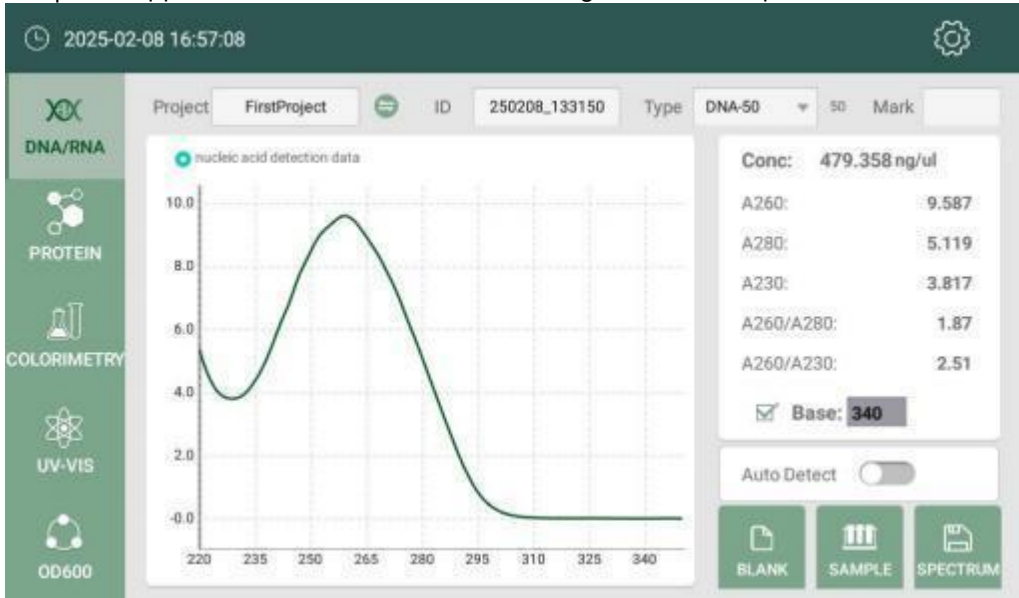 2025-02-08 16:57:08
DNA/RNA
PROTEIN
COLORIMETRY
UV-VIS
OD600
Project FirstProject ID 250208_133150 Type DNA-50 50 Mark
nucleic acid detection data
10.0
8.0
6.0
4.0
2.0
-0.0
220 235 250 265 280 295 310 325 340
Conc: 479.358 ng/ul
A260: 9.587
A280: 5.119
A230: 3.817
A260/A280: 1.87
A260/A230: 2.51
Base: 340
Auto Detect
BLANK SAMPLE SPECTRUM